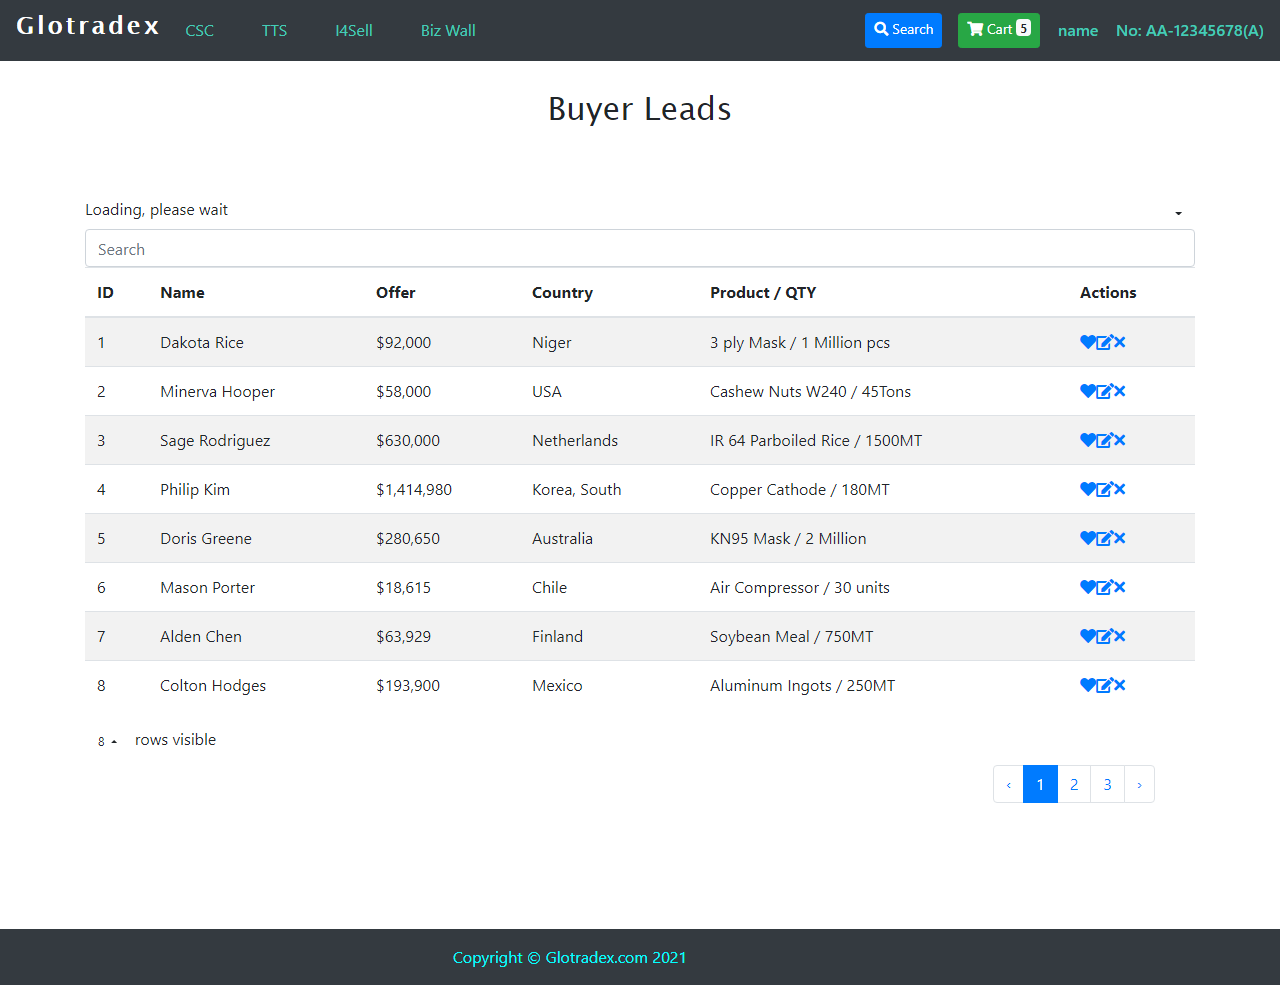 Glotradex CSC TTS I4Sell Biz Wall Search Cart 5 name No: AA-12345678(A)
Buyer Leads
Loading, please wait
Search
ID Name Offer Country Product / QTY Actions
1 Dakota Rice $92,000 Niger 3 ply Mask / 1 Million pcs
2 Minerva Hooper $58,000 USA Cashew Nuts W240 / 45Tons
3 Sage Rodriguez $630,000 Netherlands IR 64 Parboiled Rice / 1500MT
4 Philip Kim $1,414,980 Korea, South Copper Cathode / 180MT
5 Doris Greene $280,650 Australia KN95 Mask / 2 Million
6 Mason Porter $18,615 Chile Air Compressor / 30 units
7 Alden Chen $63,929 Finland Soybean Meal / 750MT
8 Colton Hodges $193,900 Mexico Aluminum Ingots / 250MT
8 rows visible
‹ 1 2 3 ›
Copyright © Glotradex.com 2021